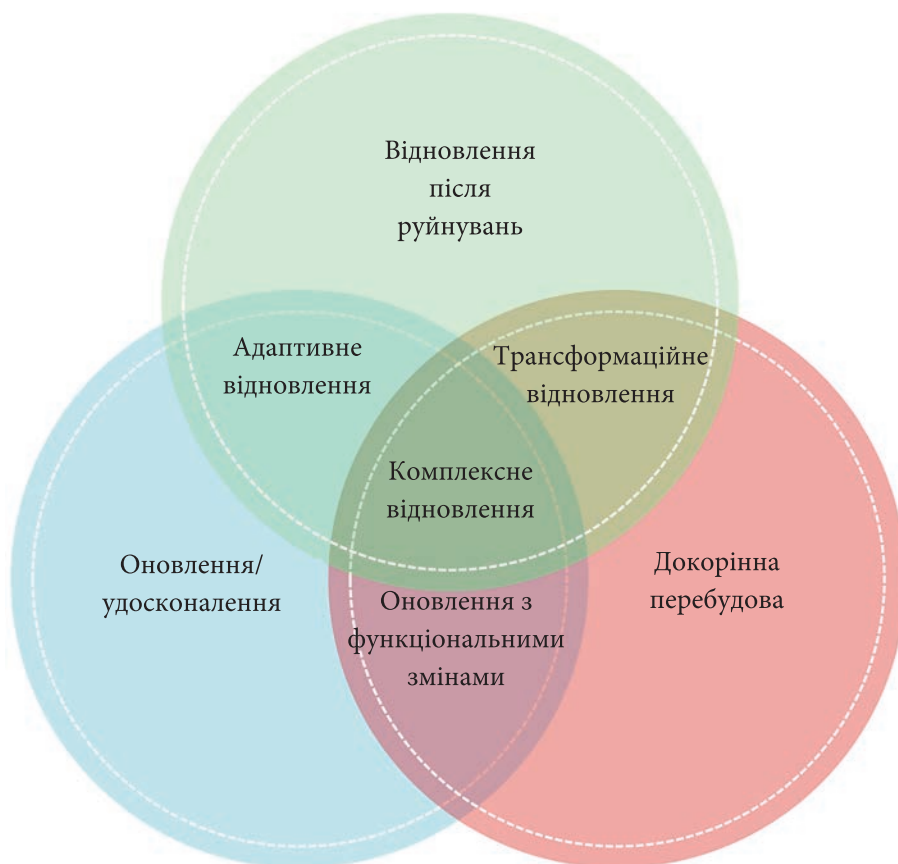 Відновлення
після
руйнувань
Адаптивне
відновлення
Трансформаційне
відновлення
Комплексне
відновлення
Оновлення/
удосконалення
Оновлення з
функціональними
змінами
Докорінна
перебудова